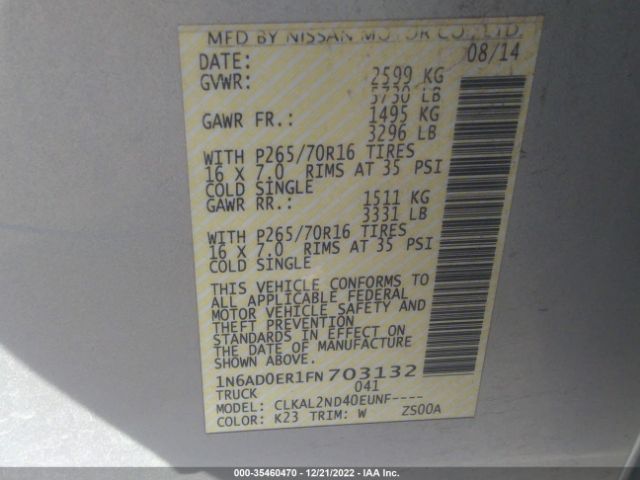 MFD BY NISSAN MOTOR CO., LTD.
DATE: 08/14
GVWR: 2599 KG
5730 LB
GAWR FR.: 1495 KG
3296 LB
WITH P265/70R16 TIRES
16 X 7.0 RIMS AT 35 PSI
COLD SINGLE
GAWR RR.: 1511 KG
3331 LB
WITH P265/70R16 TIRES
16 X 7.0 RIMS AT 35 PSI
COLD SINGLE
THIS VEHICLE CONFORMS TO
ALL APPLICABLE FEDERAL
MOTOR VEHICLE SAFETY AND
THEFT PREVENTION
STANDARDS IN EFFECT ON
THE DATE OF MANUFACTURE
SHOWN ABOVE.
1N6AD0ER1FN703132
TRUCK 041
MODEL: CLKAL2ND40EUNF----
COLOR: K23 TRIM: W ZS00A
000-35460470 - 12/21/2022 - IAA Inc.